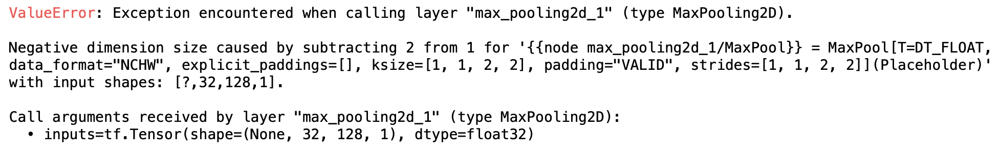 ValueError: Exception encountered when calling layer "max_pooling2d_1" (type MaxPooling2D).
Negative dimension size caused by subtracting 2 from 1 for '{{node max_pooling2d_1/MaxPool}} = MaxPool[T=DT_FLOAT,
data_format="NCHW", explicit_paddings=[], ksize=[1, 1, 2, 2], padding="VALID", strides=[1, 1, 2, 2]](Placeholder)'
with input shapes: [?,32,128,1].
Call arguments received by layer "max_pooling2d_1" (type MaxPooling2D):
• inputs=tf.Tensor(shape=(None, 32, 128, 1), dtype=float32)